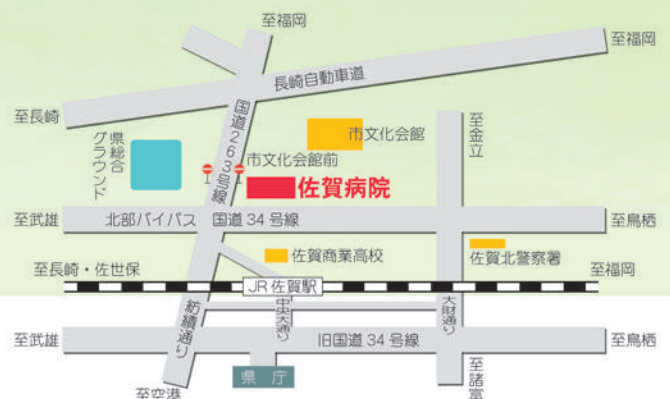 至福岡
至福岡
長崎自動車道
至長崎
国道263号線
県総合
グラウンド
市文化会館
至金立
市文化会館前
佐賀病院
至武雄
北部バイパス 国道34号線
至鳥栖
佐賀商業高校
佐賀北警察署
至長崎・佐世保
至福岡
JR佐賀駅
紡績通り
中央大通り
大財通り
至武雄
旧国道34号線
至鳥栖
県庁
至空港
至諸富